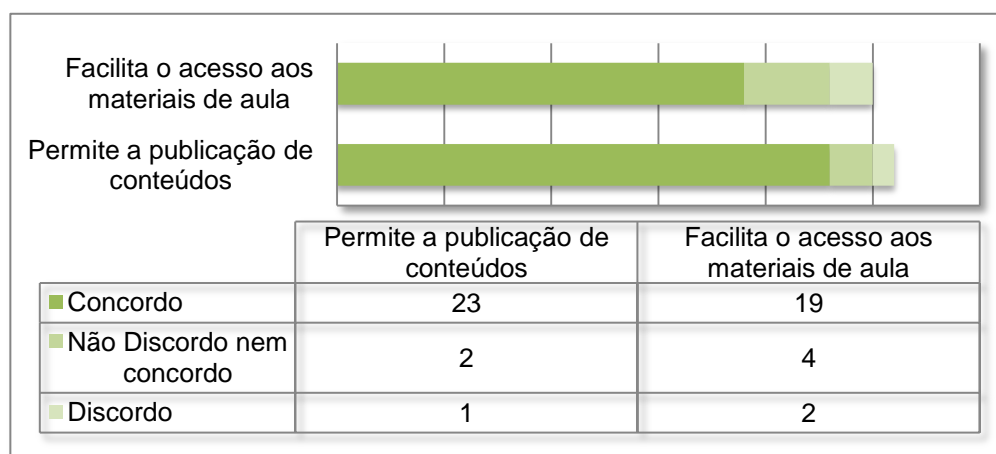 Facilita o acesso aos
materiais de aula
Permite a publicação de
conteúdos
Permite a publicação de
conteúdos
Facilita o acesso aos
materiais de aula
Concordo 23 19
Não Discordo nem
concordo 2 4
Discordo 1 2